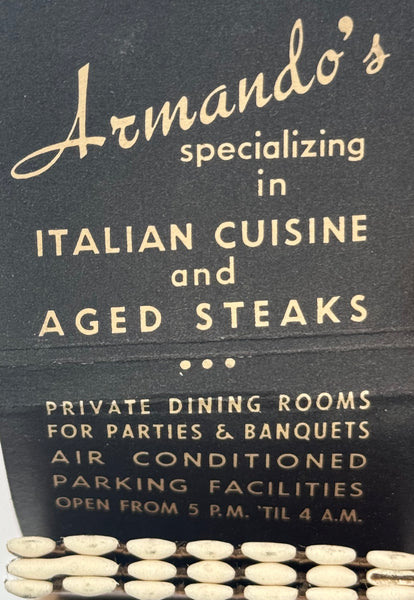 Armando's
specializing
in
ITALIAN CUISINE
and
AGED STEAKS
PRIVATE DINING ROOMS
FOR PARTIES & BANQUETS
AIR CONDITIONED
PARKING FACILITIES
OPEN FROM 5 P.M. 'TIL 4 A.M.